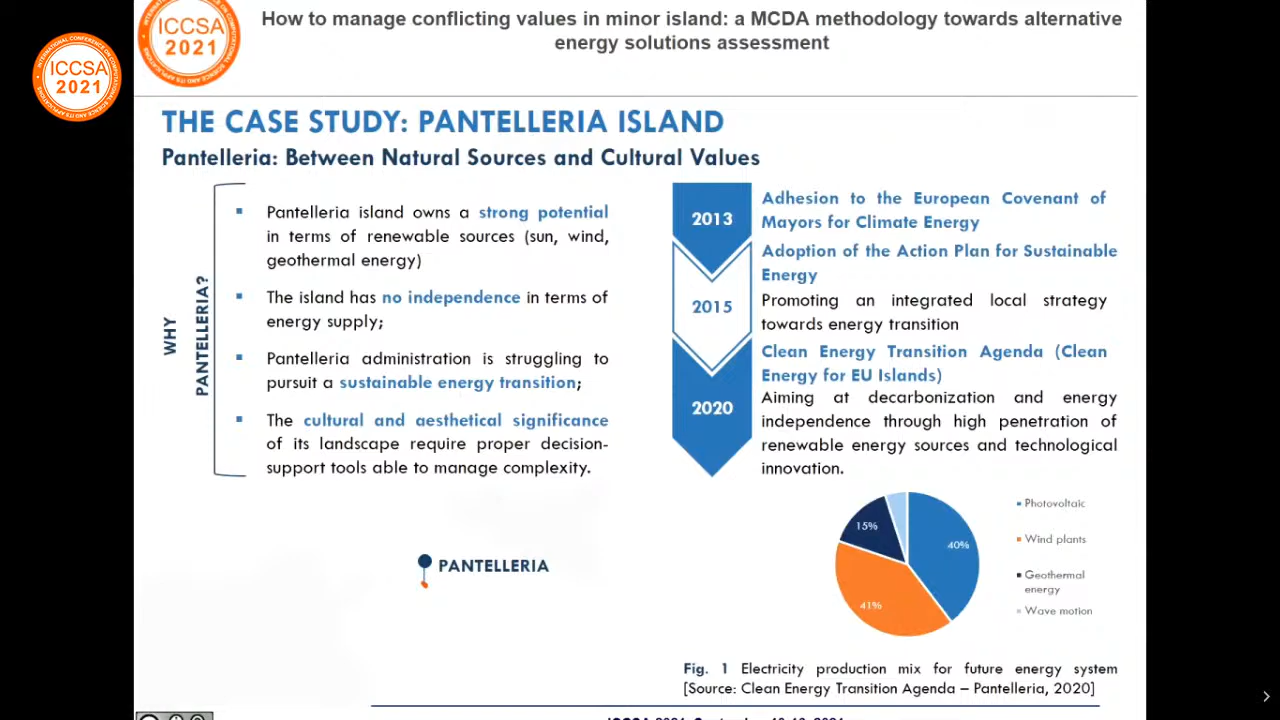 ICCSA
2021
INTERNATIONAL CONFERENCE ON COMPUTATIONAL SCIENCE AND ITS APPLICATIONS
ICCSA
2021
How to manage conflicting values in minor island: a MCDA methodology towards alternative
energy solutions assessment
THE CASE STUDY: PANTELLERIA ISLAND
Pantelleria: Between Natural Sources and Cultural Values
WHY
PANTELLERIA?
▪ Pantelleria island owns a strong potential
in terms of renewable sources (sun, wind,
geothermal energy)
▪ The island has no independence in terms of
energy supply;
▪ Pantelleria administration is struggling to
pursuit a sustainable energy transition;
▪ The cultural and aesthetical significance
of its landscape require proper decision-
support tools able to manage complexity.
PANTELLERIA
2013
Adhesion to the European Covenant of
Mayors for Climate Energy
Adoption of the Action Plan for Sustainable
Energy
2015
Promoting an integrated local strategy
towards energy transition
Clean Energy Transition Agenda (Clean
Energy for EU Islands)
2020
Aiming at decarbonization and energy
independence through high penetration of
renewable energy sources and technological
innovation.
15%
40%
41%
Photovoltaic
Wind plants
Geothermal
energy
Wave motion
Fig. 1 Electricity production mix for future energy system
[Source: Clean Energy Transition Agenda – Pantelleria, 2020]